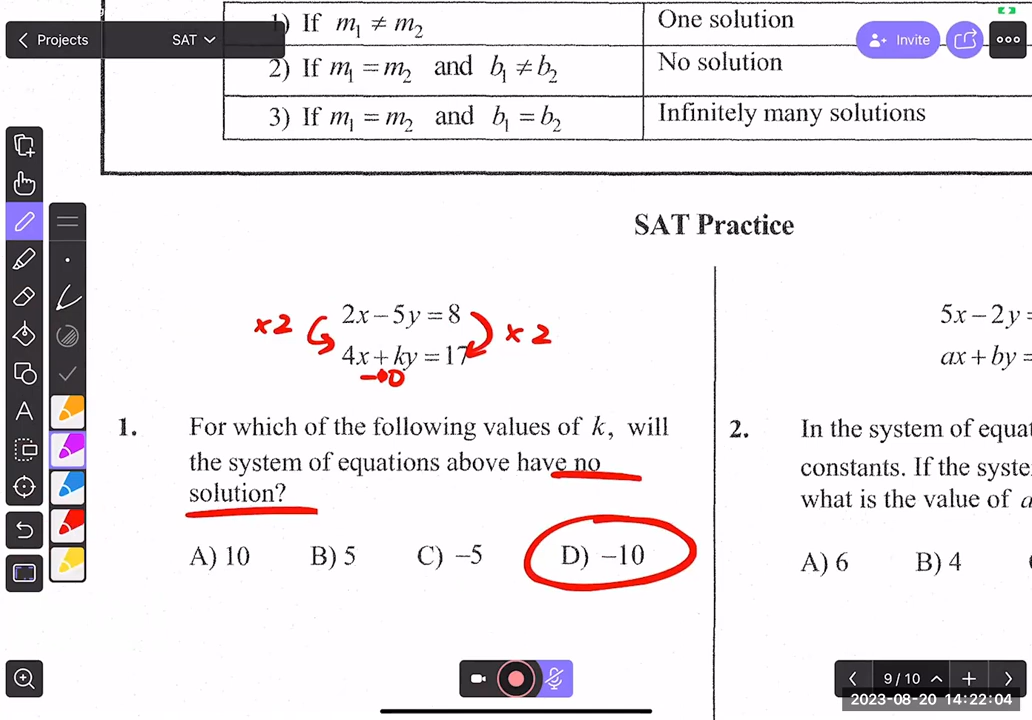 1) If m₁ ≠ m₂ One solution
Projects SAT Invite
2) If m₁ = m₂ and b₁ ≠ b₂ No solution
3) If m₁ = m₂ and b₁ = b₂ Infinitely many solutions
SAT Practice
×2 2x − 5y = 8 ×2
4x + ky = 17
5x − 2y =
ax + by =
1. For which of the following values of k, will
the system of equations above have no
solution?
A) 10 B) 5 C) −5 D) −10
2. In the system of equa
constants. If the syste
what is the value of a
A) 6 B) 4
A
9 / 10
2023-08-20 14:22:04